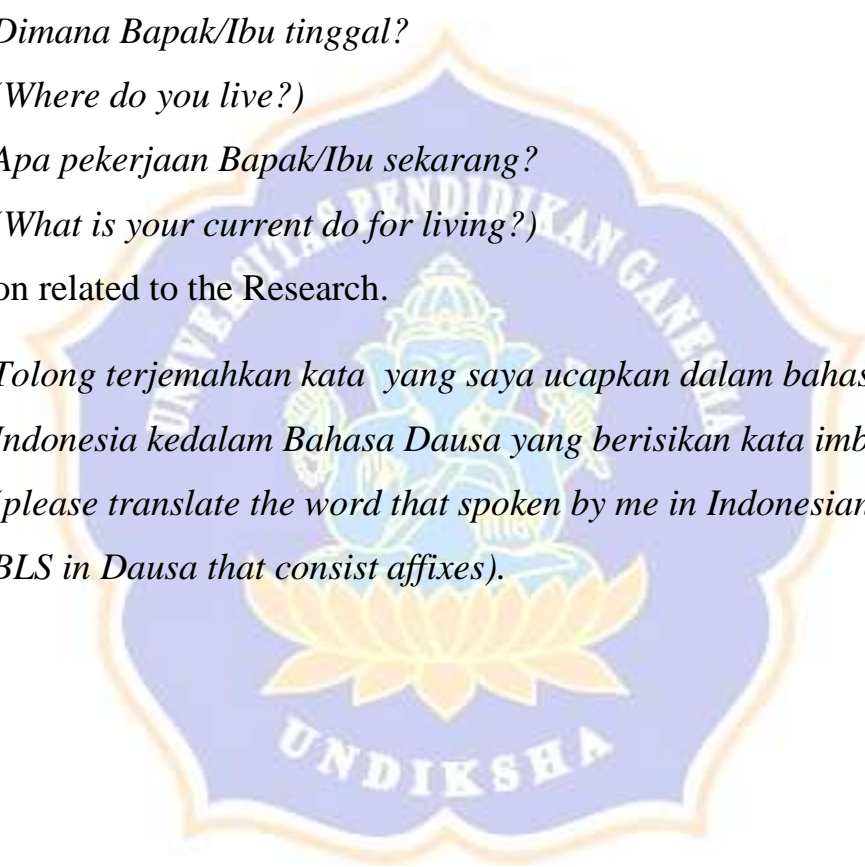 Dimana Bapak/Ibu tinggal?
(Where do you live?)
Apa pekerjaan Bapak/Ibu sekarang?
(What is your current do for living?)
on related to the Research.
Tolong terjemahkan kata yang saya ucapkan dalam bahas
Indonesia kedalam Bahasa Dausa yang berisikan kata imb
(please translate the word that spoken by me in Indonesian
BLS in Dausa that consist affixes).
UNIVERSITAS PENDIDIKAN GANESHA
UNDIKSHA